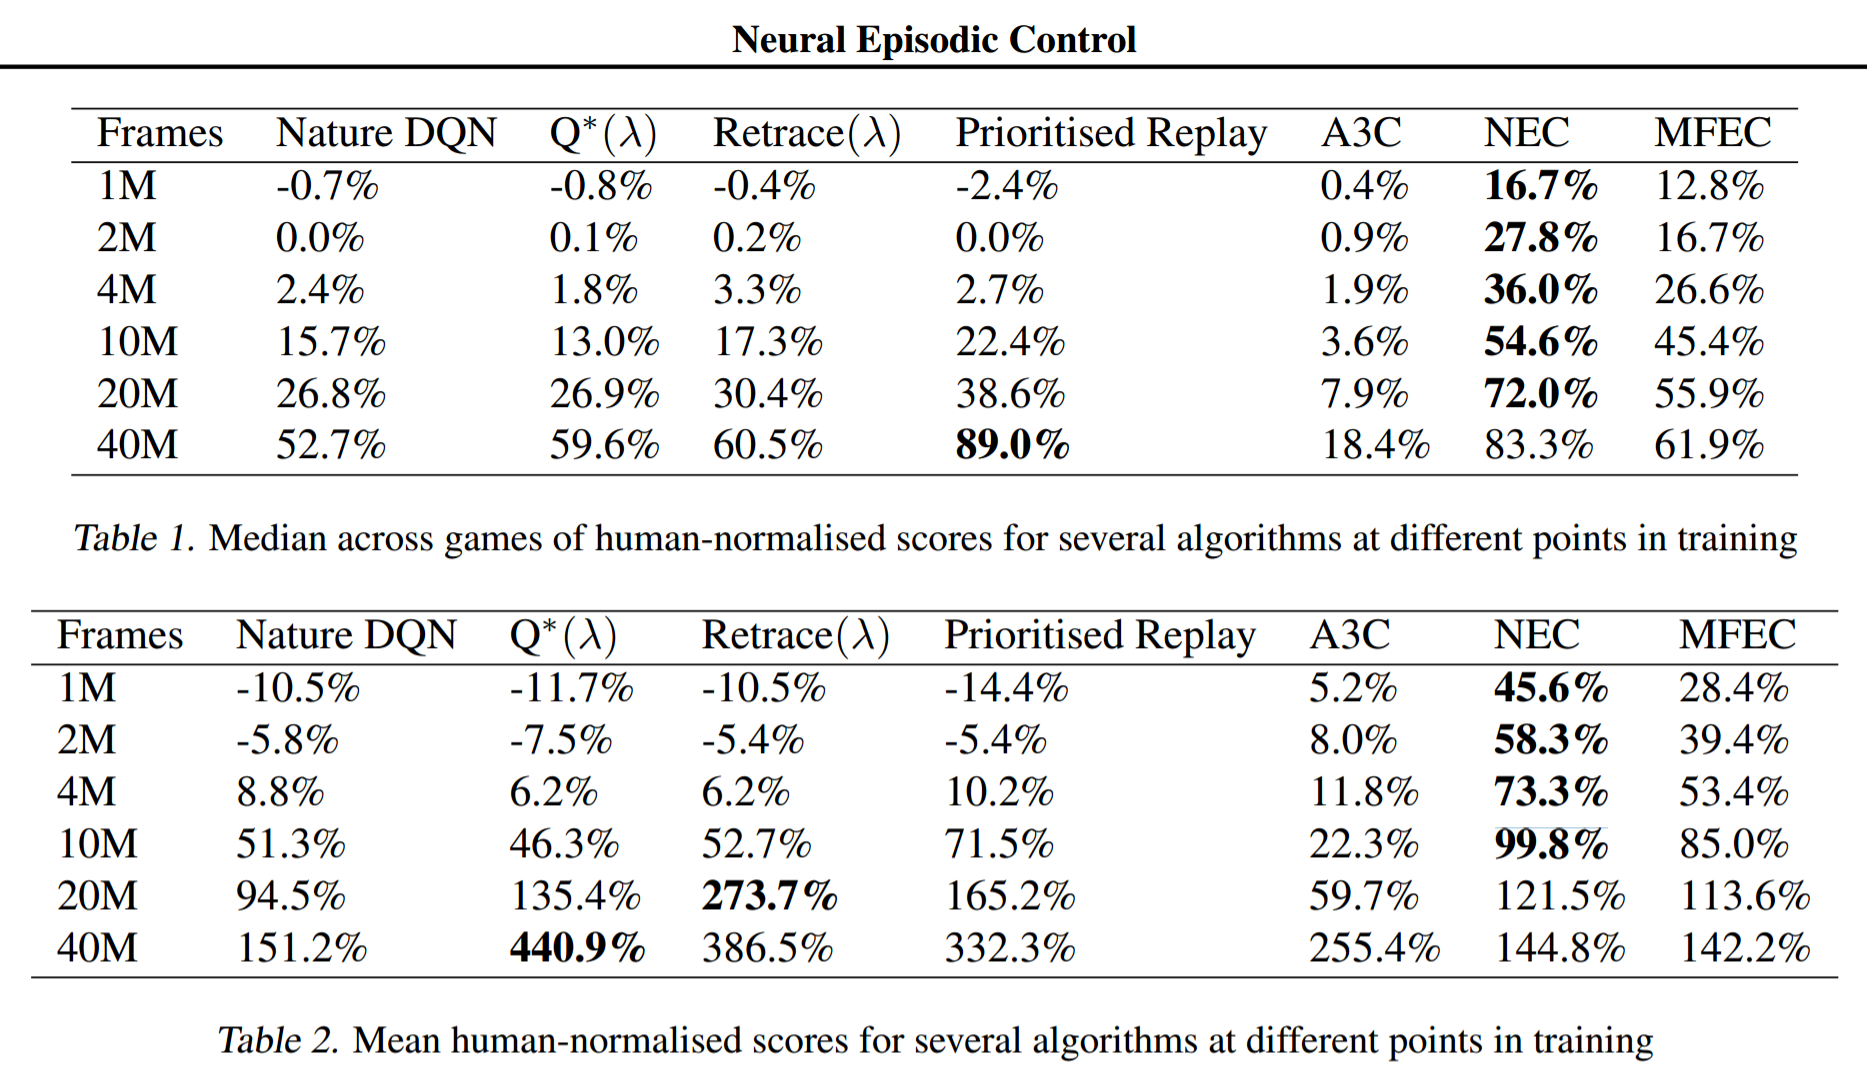 Neural Episodic Control
Frames Nature DQN Q*(λ) Retrace(λ) Prioritised Replay A3C NEC MFEC
1M -0.7% -0.8% -0.4% -2.4% 0.4% 16.7% 12.8%
2M 0.0% 0.1% 0.2% 0.0% 0.9% 27.8% 16.7%
4M 2.4% 1.8% 3.3% 2.7% 1.9% 36.0% 26.6%
10M 15.7% 13.0% 17.3% 22.4% 3.6% 54.6% 45.4%
20M 26.8% 26.9% 30.4% 38.6% 7.9% 72.0% 55.9%
40M 52.7% 59.6% 60.5% 89.0% 18.4% 83.3% 61.9%
Table 1. Median across games of human-normalised scores for several algorithms at different points in training
Frames Nature DQN Q*(λ) Retrace(λ) Prioritised Replay A3C NEC MFEC
1M -10.5% -11.7% -10.5% -14.4% 5.2% 45.6% 28.4%
2M -5.8% -7.5% -5.4% -5.4% 8.0% 58.3% 39.4%
4M 8.8% 6.2% 6.2% 10.2% 11.8% 73.3% 53.4%
10M 51.3% 46.3% 52.7% 71.5% 22.3% 99.8% 85.0%
20M 94.5% 135.4% 273.7% 165.2% 59.7% 121.5% 113.6%
40M 151.2% 440.9% 386.5% 332.3% 255.4% 144.8% 142.2%
Table 2. Mean human-normalised scores for several algorithms at different points in training